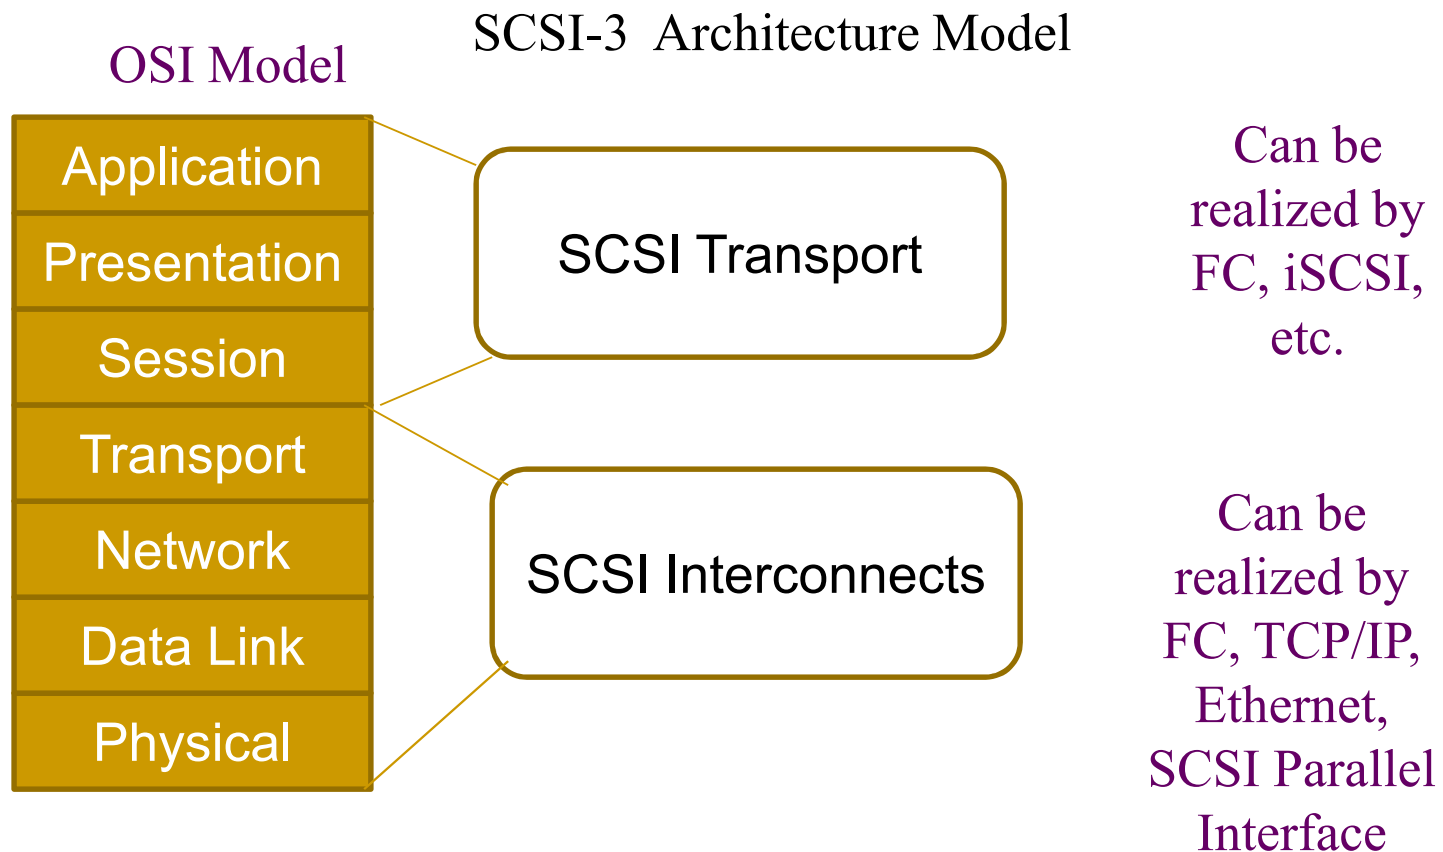 SCSI-3 Architecture Model
OSI Model
Application
Presentation
Session
Transport
Network
Data Link
Physical
SCSI Transport
SCSI Interconnects
Can be
realized by
FC, iSCSI,
etc.
Can be
realized by
FC, TCP/IP,
Ethernet,
SCSI Parallel
Interface